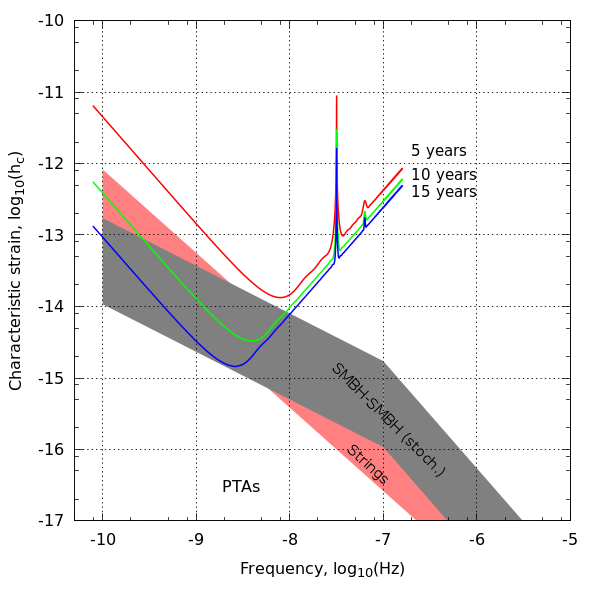 -10
-11
-12
-13
-14
-15
-16
-17
Characteristic strain, log10(hc)
5 years
10 years
15 years
SMBH-SMBH (stoch.)
Strings
PTAs
-10 -9 -8 -7 -6 -5
Frequency, log10(Hz)